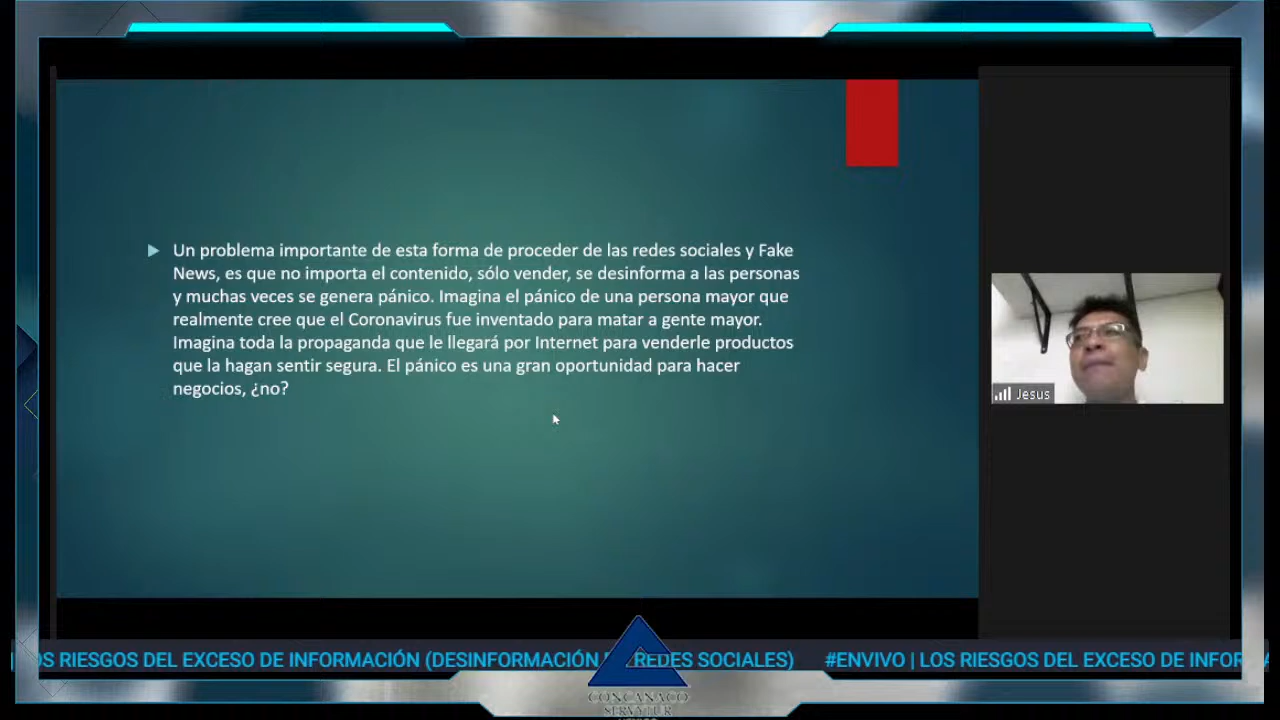 Un problema importante de esta forma de proceder de las redes sociales y Fake
News, es que no importa el contenido, sólo vender, se desinforma a las personas
y muchas veces se genera pánico. Imagina el pánico de una persona mayor que
realmente cree que el Coronavirus fue inventado para matar a gente mayor.
Imagina toda la propaganda que le llegará por Internet para venderle productos
que la hagan sentir segura. El pánico es una gran oportunidad para hacer
negocios, ¿no?
Jesus
OS RIESGOS DEL EXCESO DE INFORMACIÓN (DESINFORMACIÓN REDES SOCIALES) #ENVIVO | LOS RIESGOS DEL EXCESO DE INFOR
CONCANACO
SERVYTUR